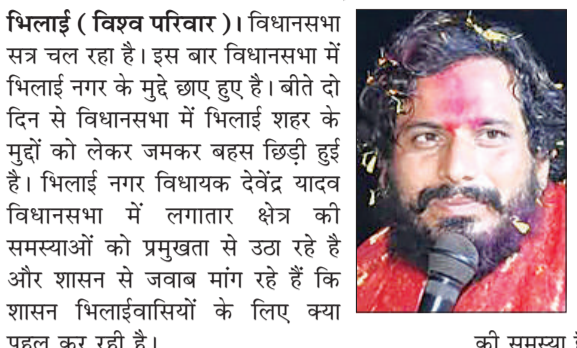 भिलाई ( विश्व परिवार )। विधानसभा
सत्र चल रहा है। इस बार विधानसभा में
भिलाई नगर के मुद्दे छाए हुए है। बीते दो
दिन से विधानसभा में भिलाई शहर के
मुद्दों को लेकर जमकर बहस छिड़ी हुई
है। भिलाई नगर विधायक देवेंद्र यादव
विधानसभा में लगातार क्षेत्र की
समस्याओं को प्रमुखता से उठा रहे है
और शासन से जवाब मांग रहे हैं कि
शासन भिलाईवासियों के लिए क्या
पहल कर रही है।
की समस्या है